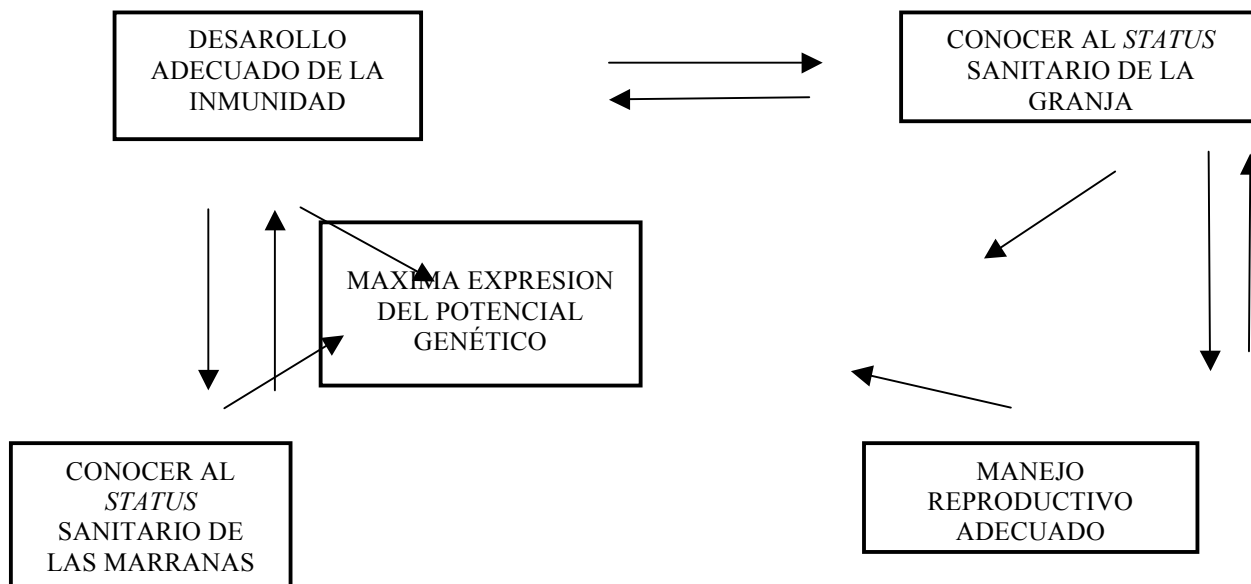 DESAROLLO
ADECUADO DE LA
INMUNIDAD
CONOCER AL STATUS
SANITARIO DE LA
GRANJA
MAXIMA EXPRESION
DEL POTENCIAL
GENÉTICO
CONOCER AL
STATUS
SANITARIO DE
LAS MARRANAS
MANEJO
REPRODUCTIVO
ADECUADO